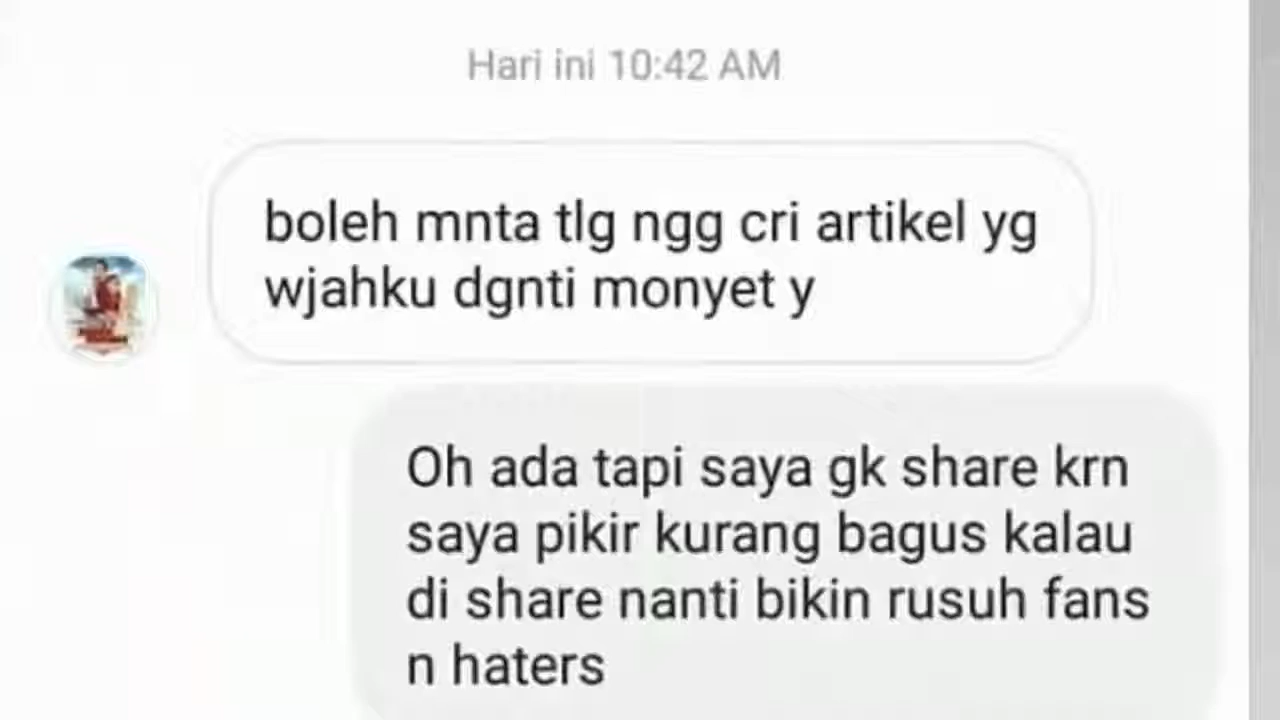 Hari ini 10:42 AM
boleh mnta tlg ngg cri artikel yg
wjahku dgnti monyet y
Oh ada tapi saya gk share krn
saya pikir kurang bagus kalau
di share nanti bikin rusuh fans
n haters